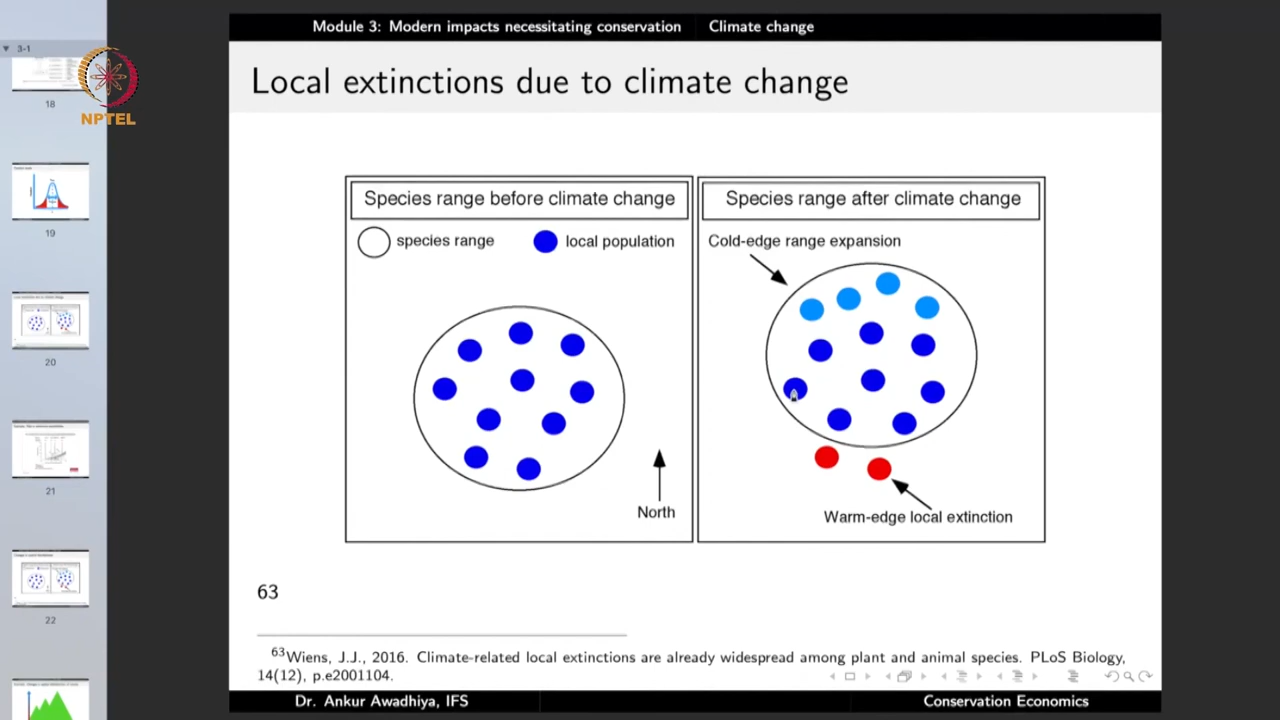 Module 3: Modern impacts necessitating conservation Climate change
3-1
NPTEL
Local extinctions due to climate change
18
19
20
21
22
Species range before climate change
species range
local population
North
Species range after climate change
Cold-edge range expansion
Warm-edge local extinction
63
63Wiens, J.J., 2016. Climate-related local extinctions are already widespread among plant and animal species. PLoS Biology,
14(12), p.e2001104.
Dr. Ankur Awadhiya, IFS
Conservation Economics